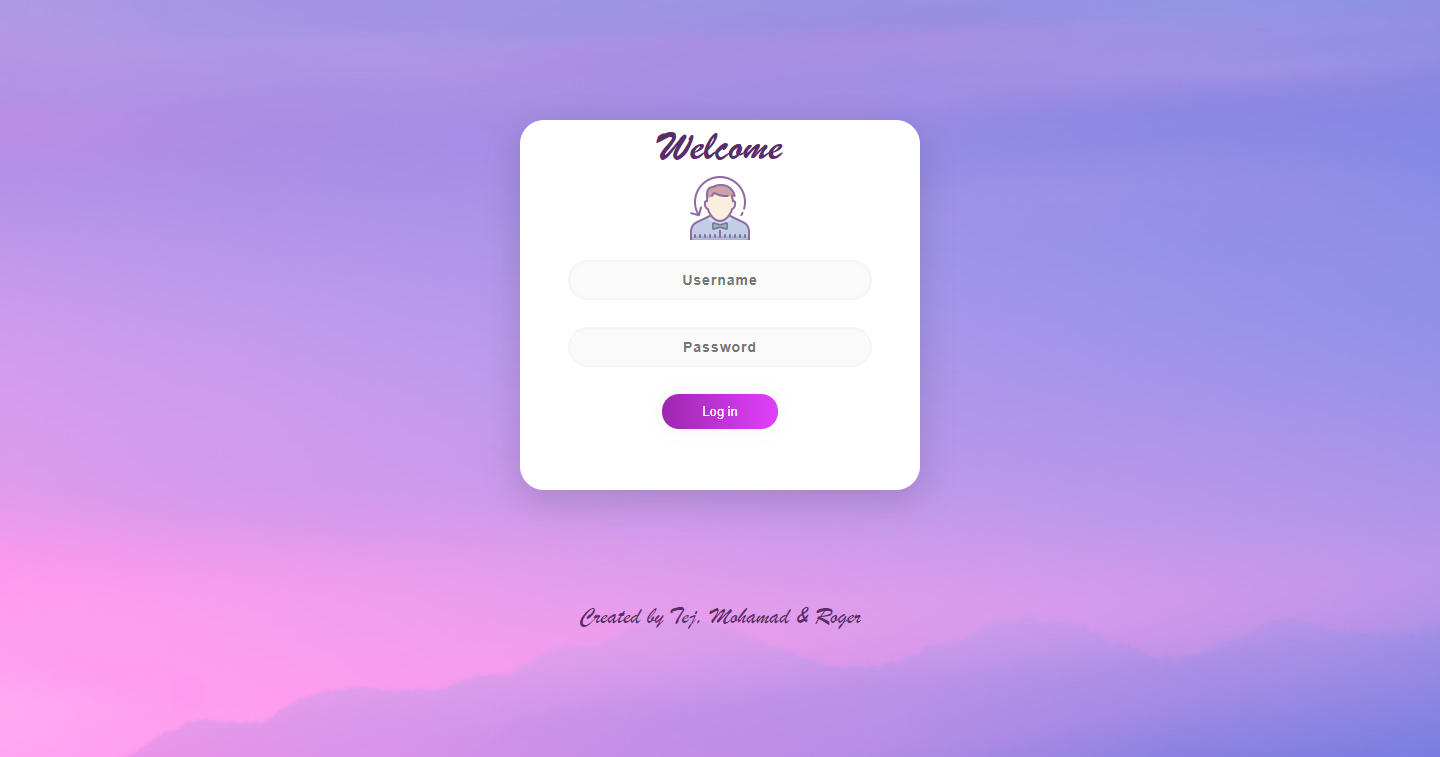 Welcome
Username
Password
Log in
Created by Tej, Mohamad & Roger